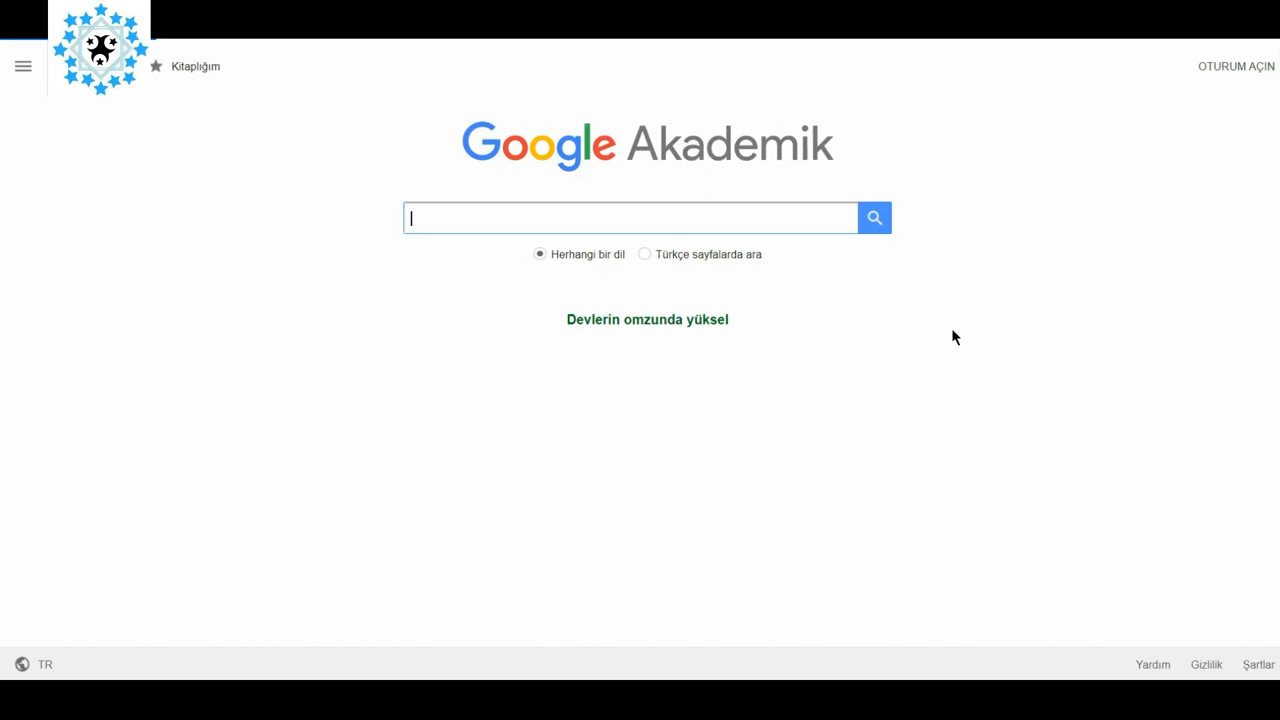 Kitaplığım
OTURUM AÇIN
Google Akademik
Herhangi bir dil
Türkçe sayfalarda ara
Devlerin omzunda yüksel
TR
Yardım
Gizlilik
Şartlar